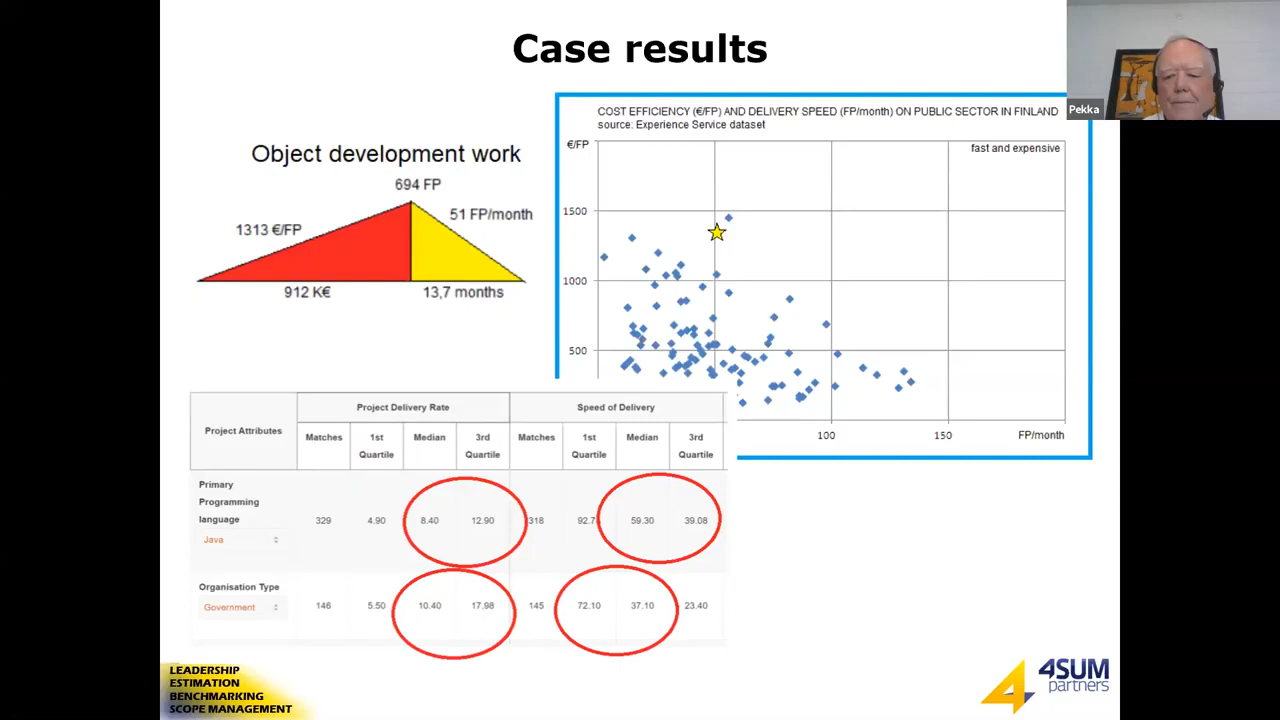 Case results
Pekka
Object development work
694 FP
1313 €/FP
51 FP/month
912 K€
13,7 months
COST EFFICIENCY (€/FP) AND DELIVERY SPEED (FP/month) ON PUBLIC SECTOR IN FINLAND
source: Experience Service dataset
€/FP
fast and expensive
1500
1000
500
100
150
FP/month
Project Attributes
Project Delivery Rate
Speed of Delivery
Matches
1st Quartile
Median
3rd Quartile
Matches
1st Quartile
Median
3rd Quartile
Primary
Programming
language
Java
329
4.90
8.40
12.90
318
92.7
59.30
39.08
Organisation Type
Government
146
5.50
10.40
17.98
145
72.10
37.10
23.40
LEADERSHIP
ESTIMATION
BENCHMARKING
SCOPE MANAGEMENT
4SUM
partners